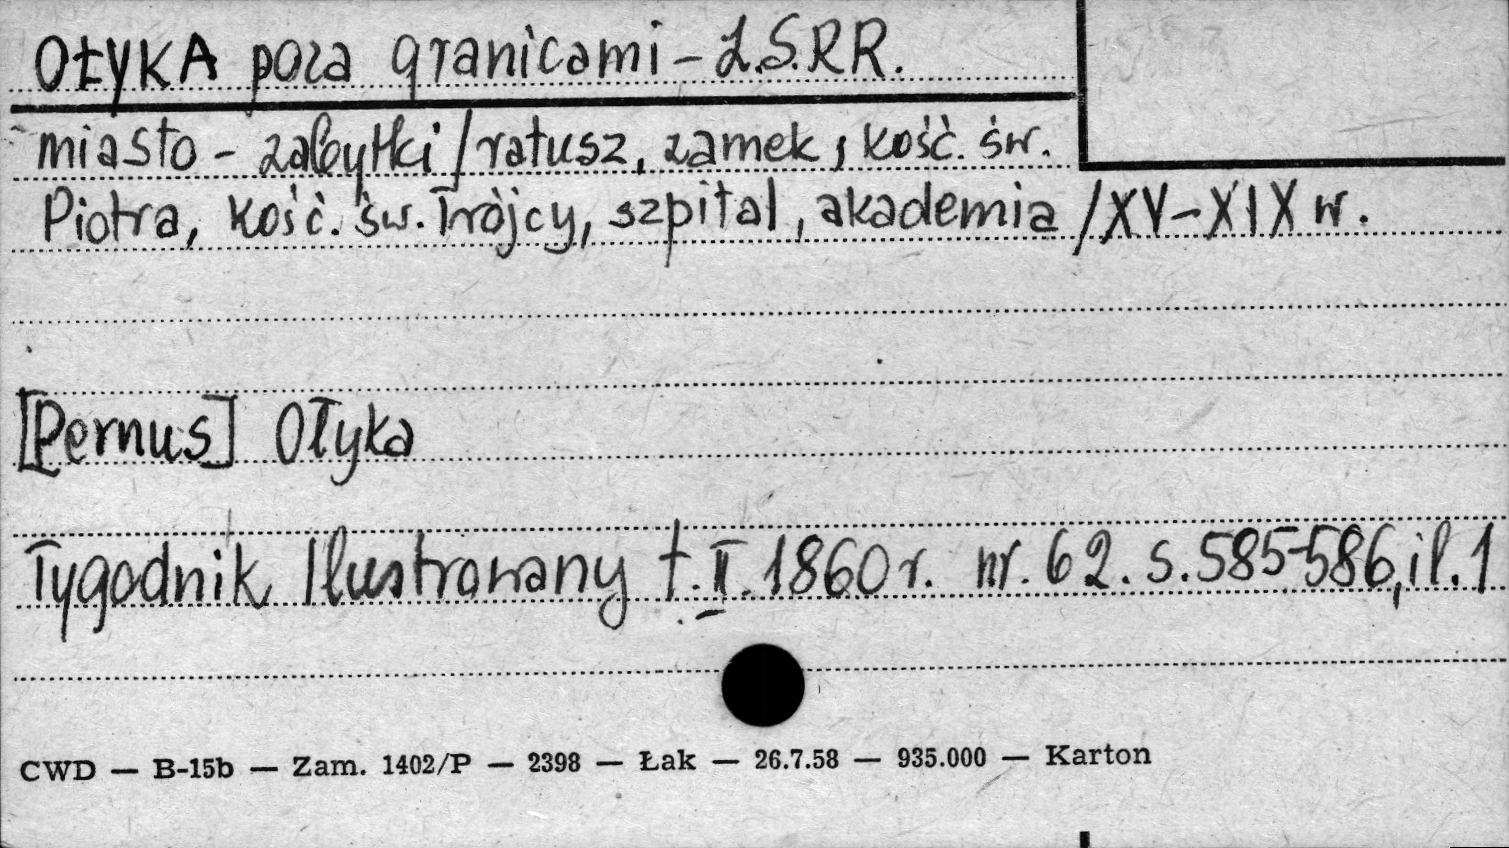 OŁYKA poza granicami - Z.S.R.R.
miasto - zabytki /ratusz, zamek, kość. św.
Piotra, kość. św. Trójcy, szpital, akademia /XV-XIX w.
[Pernus] Ołyka
Tygodnik Ilustrowany t. II. 1860 r. nr. 62. s. 585-586, il. 1
CWD — B-15b — Zam. 1402/P — 2398 — Łak — 26.7.58 — 935.000 — Karton